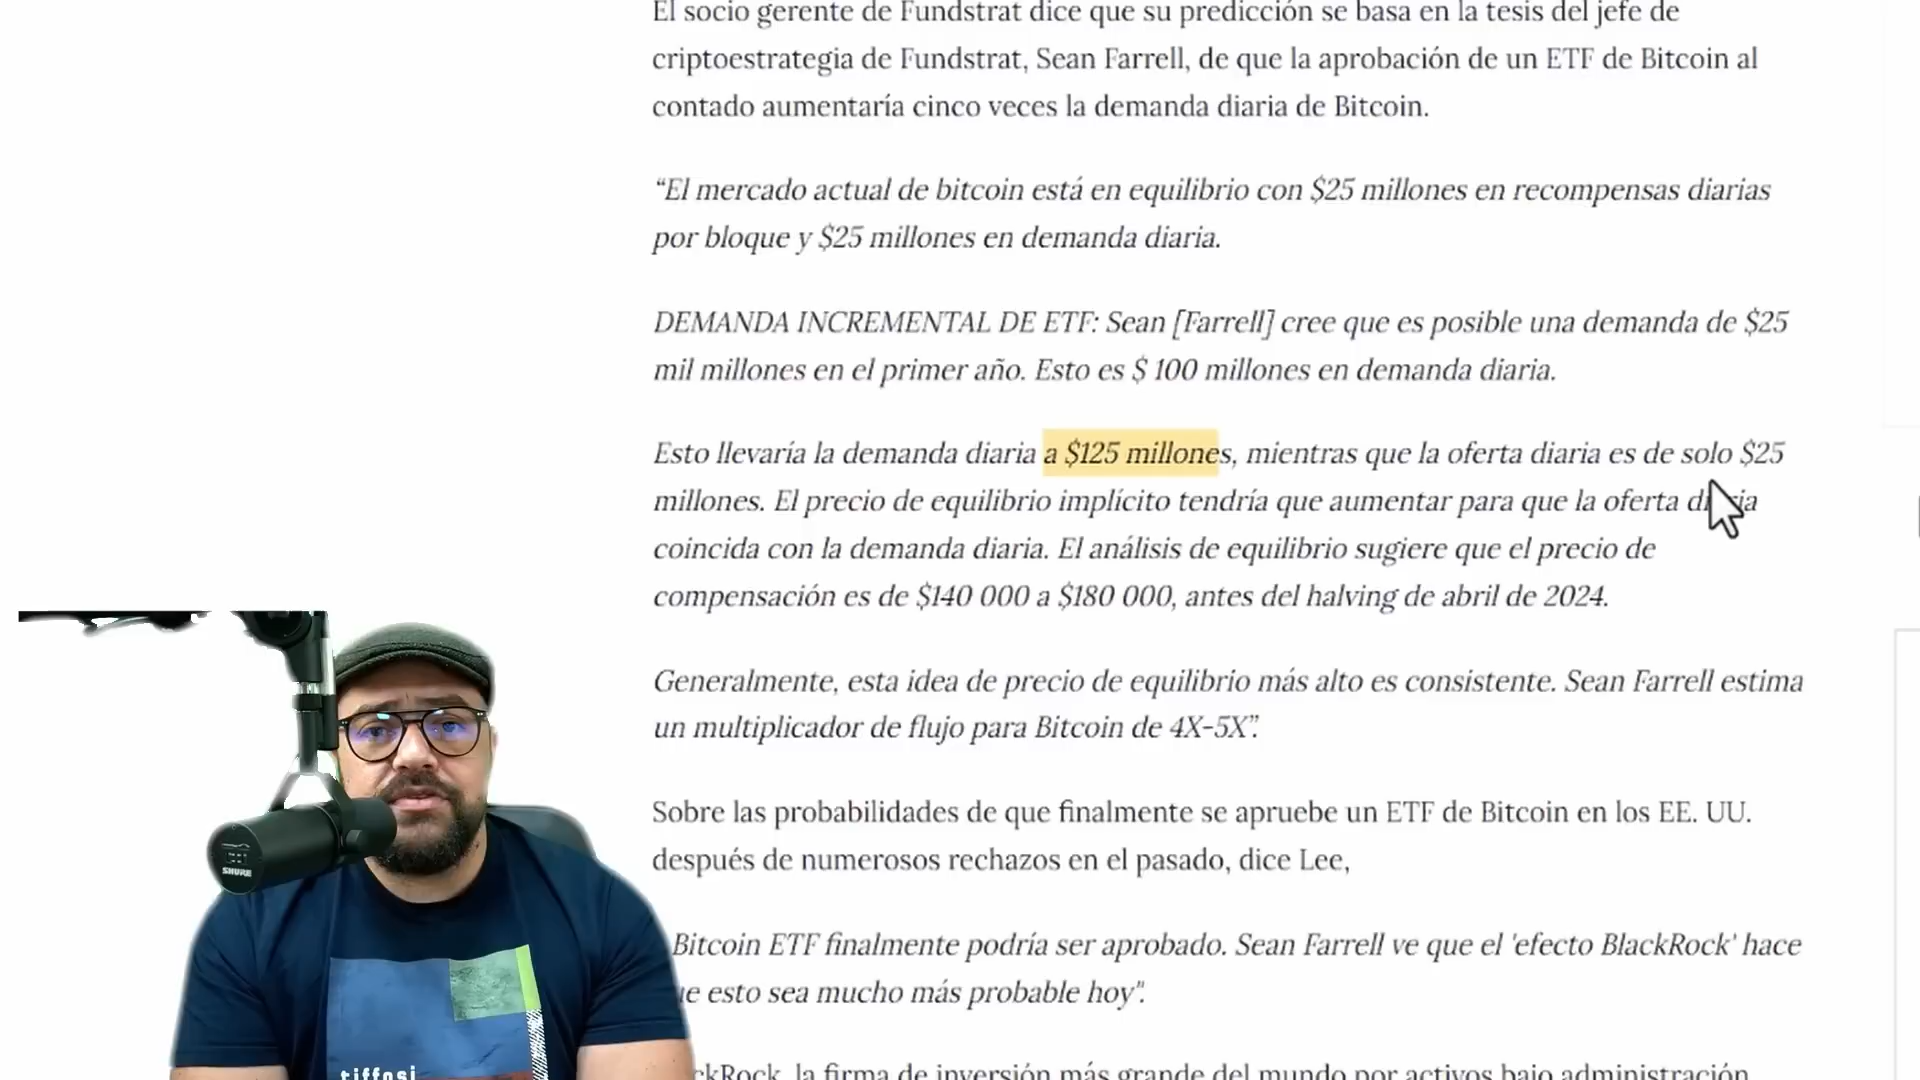 El socio gerente de Fundstrat dice que su predicción se basa en la tesis del jefe de
criptoestrategia de Fundstrat, Sean Farrell, de que la aprobación de un ETF de Bitcoin al
contado aumentaría cinco veces la demanda diaria de Bitcoin.
“El mercado actual de bitcoin está en equilibrio con $25 millones en recompensas diarias
por bloque y $25 millones en demanda diaria.
DEMANDA INCREMENTAL DE ETF: Sean [Farrell] cree que es posible una demanda de $25
mil millones en el primer año. Esto es $ 100 millones en demanda diaria.
Esto llevaría la demanda diaria a $125 millones, mientras que la oferta diaria es de solo $25
millones. El precio de equilibrio implícito tendría que aumentar para que la oferta diaria
coincida con la demanda diaria. El análisis de equilibrio sugiere que el precio de
compensación es de $140 000 a $180 000, antes del halving de abril de 2024.
Generalmente, esta idea de precio de equilibrio más alto es consistente. Sean Farrell estima
un multiplicador de flujo para Bitcoin de 4X-5X”.
Sobre las probabilidades de que finalmente se apruebe un ETF de Bitcoin en los EE. UU.
después de numerosos rechazos en el pasado, dice Lee,
Bitcoin ETF finalmente podría ser aprobado. Sean Farrell ve que el 'efecto BlackRock' hace
esto sea mucho más probable hoy".
la firma de inversión más grande del mundo por activos bajo administración
SHURE
tiffosi